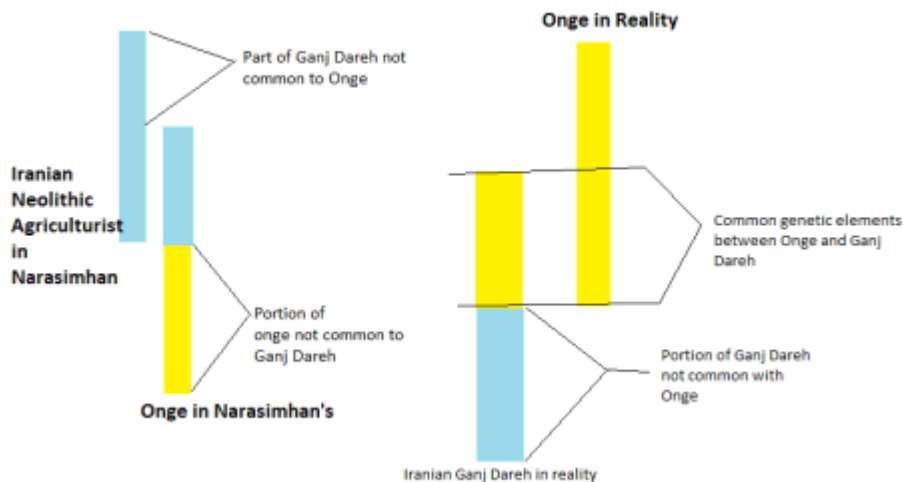 Part of Ganj Dareh not
common to Onge
Iranian
Neolithic
Agriculturist
in
Narasimhan
Portion of
onge not common to
Ganj Dareh
Onge in Narasimhan's
Onge in Reality
Common genetic elements
between Onge and Ganj
Dareh
Portion of Ganj Dareh
not common with
Onge
Iranian Ganj Dareh in reality